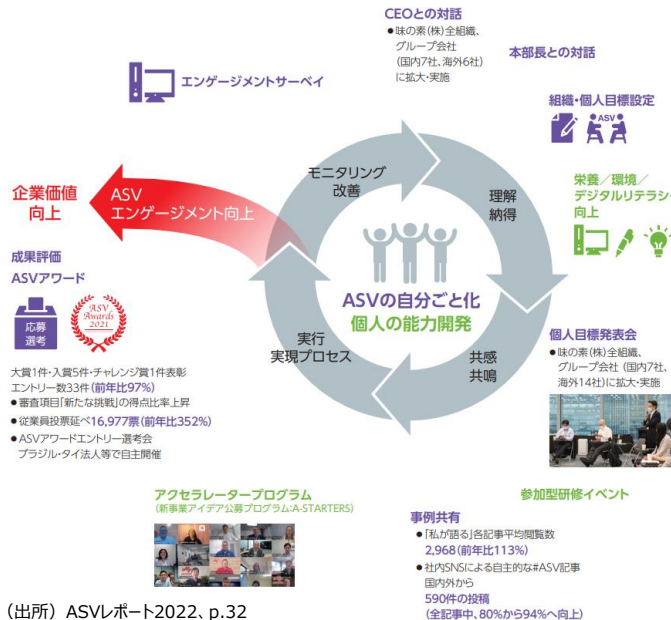 CEOとの対話
●味の素(株)全組織、
グループ会社
(国内7社、海外6社)
に拡大・実施
本部長との対話
エンゲージメントサーベイ
組織・個人目標設定
ASV
栄養/環境/
デジタルリテラシー
向上
モニタリング
改善
理解
納得
企業価値
向上
ASV
エンゲージメント向上
ASVの自分ごと化
個人の能力開発
成果評価
ASVアワード
応募
選考
ASV
Awards
2021
実行
実現プロセス
共感
共鳴
個人目標発表会
●味の素(株)全組織、
グループ会社(国内7社、
海外14社)に拡大・実施
大賞1件・入賞5件・チャレンジ賞1件表彰
エントリー数33件(前年比97%)
●審査項目「新たな挑戦」の得点比率上昇
●従業員投票延べ16,977票(前年比352%)
●ASVアワードエントリー選考会
ブラジル・タイ法人等で自主開催
アクセラレータープログラム
(新事業アイデア公募プログラム:A-STARTERS)
参加型研修イベント
事例共有
●「私が語る」各記事平均閲覧数
2,968(前年比113%)
●社内SNSによる自主的な#ASV記事
国内外から
590件の投稿
(全記事中、80%から94%へ向上)
(出所)ASVレポート2022、p.32